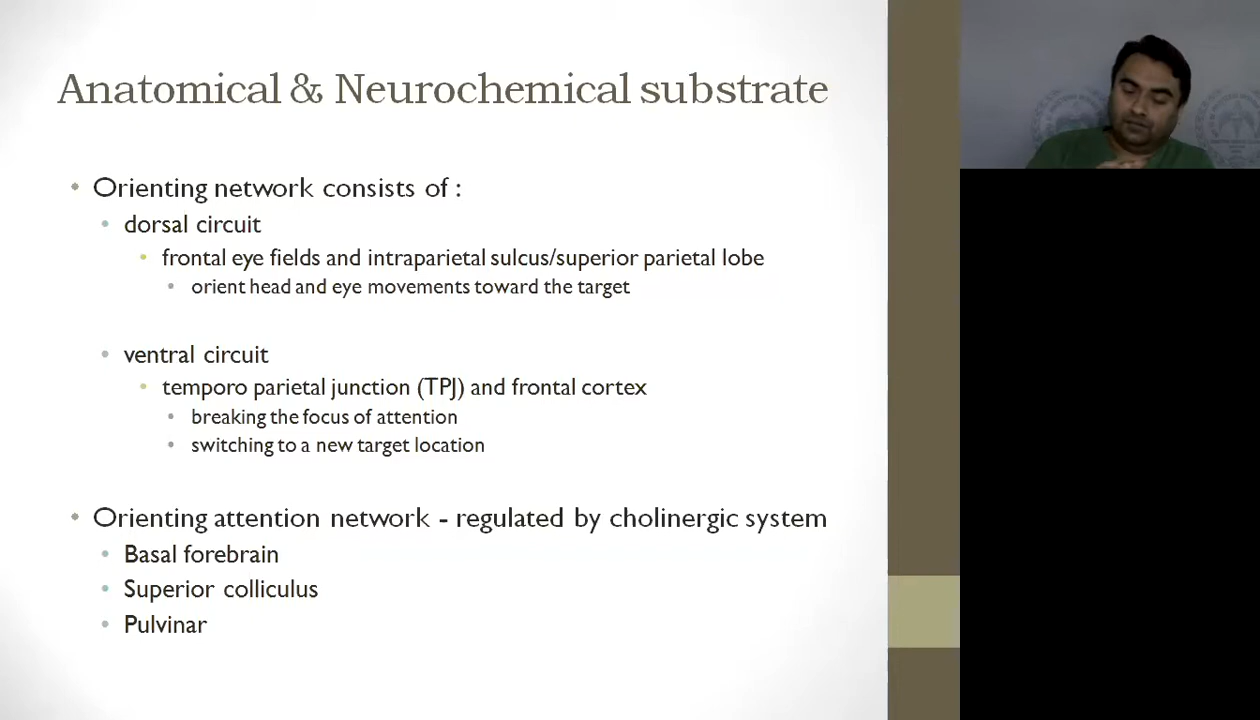 Anatomical & Neurochemical substrate
• Orienting network consists of :
• dorsal circuit
• frontal eye fields and intraparietal sulcus/superior parietal lobe
• orient head and eye movements toward the target
• ventral circuit
• temporo parietal junction (TPJ) and frontal cortex
• breaking the focus of attention
• switching to a new target location
• Orienting attention network - regulated by cholinergic system
• Basal forebrain
• Superior colliculus
• Pulvinar